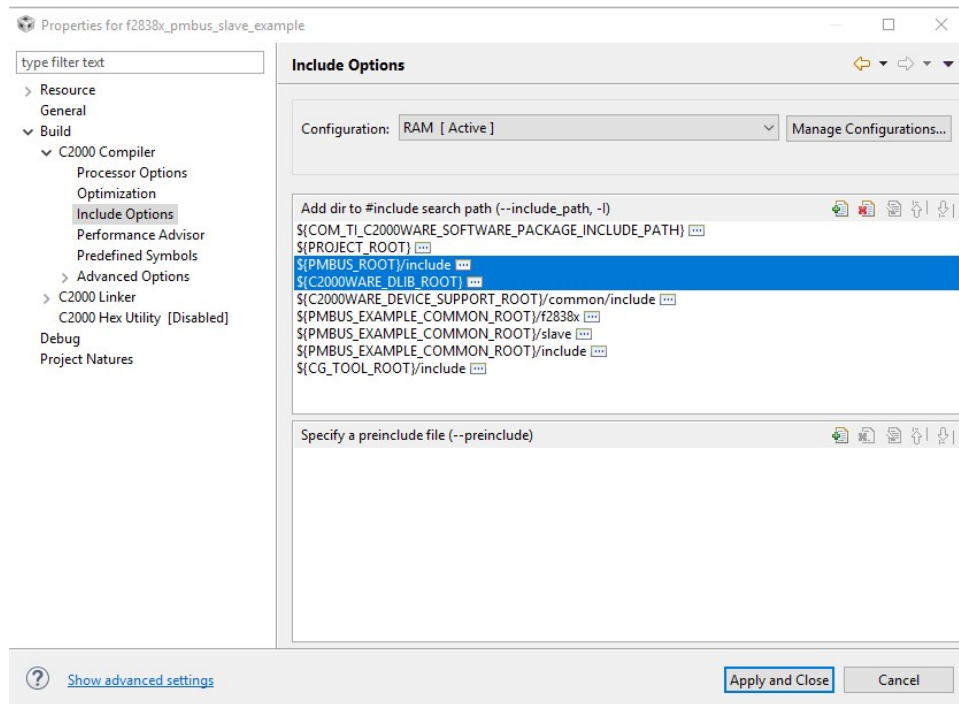 Properties for f2838x_pmbus_slave_example
type filter text
Resource
General
Build
C2000 Compiler
Processor Options
Optimization
Include Options
Performance Advisor
Predefined Symbols
Advanced Options
C2000 Linker
C2000 Hex Utility [Disabled]
Debug
Project Natures
Include Options
Configuration: RAM [ Active ]
Manage Configurations...
Add dir to #include search path (--include_path, -I)
${COM_TI_C2000WARE_SOFTWARE_PACKAGE_INCLUDE_PATH}
${PROJECT_ROOT}
${PMBUS_ROOT}/include
${C2000WARE_DLIB_ROOT}
${C2000WARE_DEVICE_SUPPORT_ROOT}/common/include
${PMBUS_EXAMPLE_COMMON_ROOT}/f2838x
${PMBUS_EXAMPLE_COMMON_ROOT}/slave
${PMBUS_EXAMPLE_COMMON_ROOT}/include
${CG_TOOL_ROOT}/include
Specify a preinclude file (--preinclude)
Show advanced settings
Apply and Close
Cancel